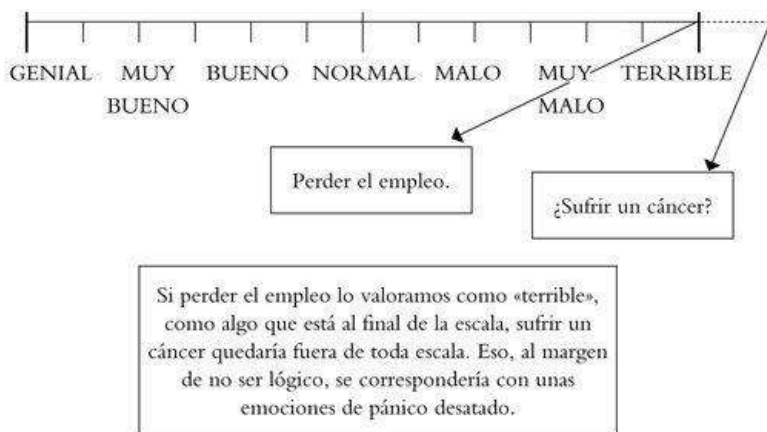 GENIAL MUY BUENO NORMAL MALO MUY TERRIBLE
BUENO MALO
Perder el empleo.
¿Sufrir un cáncer?
Si perder el empleo lo valoramos como «terrible»,
como algo que está al final de la escala, sufrir un
cáncer quedaría fuera de toda escala. Eso, al margen
de no ser lógico, se correspondería con unas
emociones de pánico desatado.